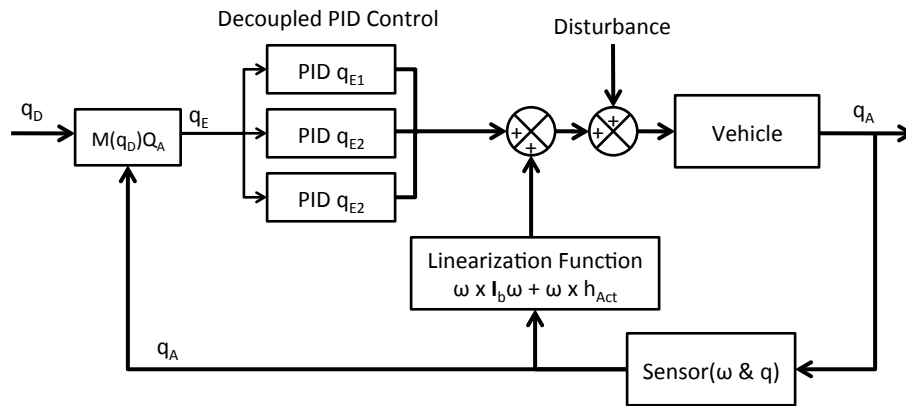 Decoupled PID Control
Disturbance
PID q_E1
q_D
q_E
M(q_D)Q_A
PID q_E2
+
+
+
+
Vehicle
q_A
PID q_E2
Linearization Function
ω x I_bω + ω x h_Act
q_A
Sensor(ω & q)